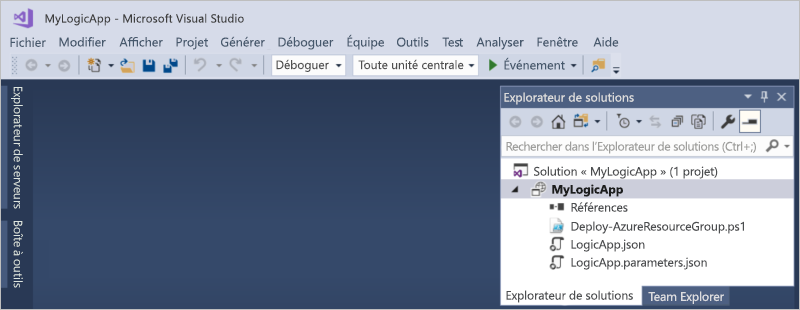 MyLogicApp - Microsoft Visual Studio
Fichier Modifier Afficher Projet Générer Déboguer Équipe Outils Test Analyser Fenêtre Aide
Déboguer Toute unité centrale Événement
Explorateur de serveurs
Boîte à outils
Explorateur de solutions
Rechercher dans l'Explorateur de solutions (Ctrl+;)
Solution « MyLogicApp » (1 projet)
MyLogicApp
Références
Deploy-AzureResourceGroup.ps1
LogicApp.json
LogicApp.parameters.json
Explorateur de solutions Team Explorer